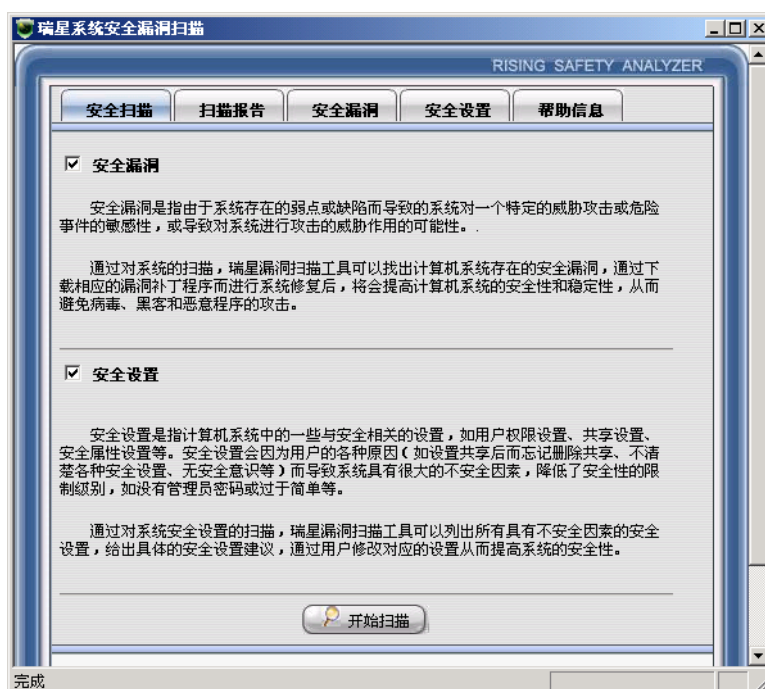 瑞星系统安全漏洞扫描
RISING SAFETY ANALYZER
安全扫描 扫描报告 安全漏洞 安全设置 帮助信息
安全漏洞
安全漏洞是指由于系统存在的弱点或缺陷而导致的系统对一个特定的威胁攻击或危险
事件的敏感性，或导致对系统进行攻击的威胁作用的可能性。.
通过对系统的扫描，瑞星漏洞扫描工具可以找出计算机系统存在的安全漏洞，通过下
载相应的漏洞补丁程序而进行系统修复后，将会提高计算机系统的安全性和稳定性，从而
避免病毒、黑客和恶意程序的攻击。
安全设置
安全设置是指计算机系统中的一些与安全相关的设置，如用户权限设置、共享设置、
安全属性设置等。安全设置会因为用户的各种原因(如设置共享后而忘记删除共享、不清
楚各种安全设置、无安全意识等)而导致系统具有很大的不安全因素，降低了安全性的限
制级别，如没有管理员密码或过于简单等。
通过对系统安全设置的扫描，瑞星漏洞扫描工具可以列出所有具有不安全因素的安全
设置，给出具体的安全设置建议，通过用户修改对应的设置从而提高系统的安全性。
开始扫描
完成